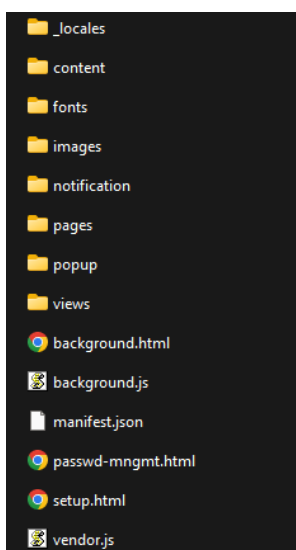 _locales
content
fonts
images
notification
pages
popup
views
background.html
background.js
manifest.json
passwd-mngmt.html
setup.html
vendor.js